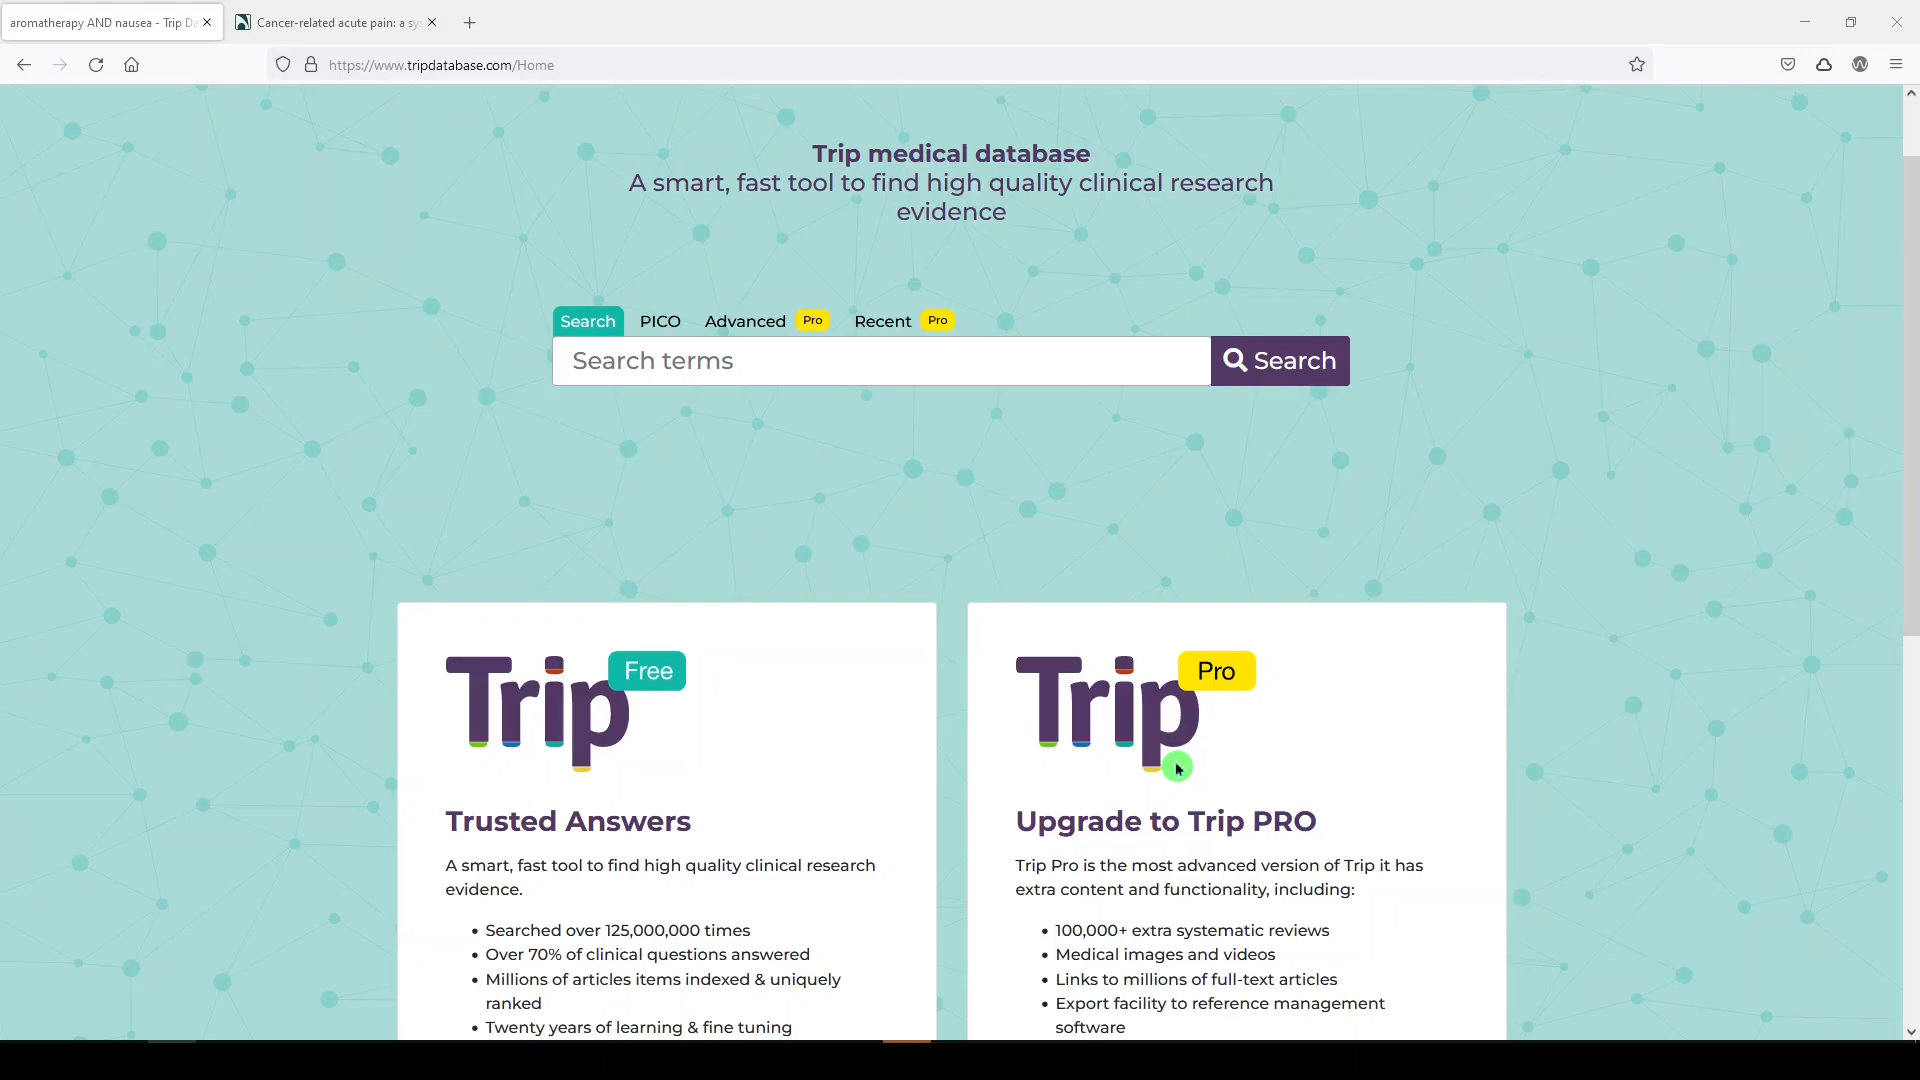 aromatherapy AND nausea - Trip Da
Cancer-related acute pain: a sys
https://www.tripdatabase.com/Home
Trip medical database
A smart, fast tool to find high quality clinical research
evidence
Search PICO Advanced Pro Recent Pro
Search terms
Search
Trip Free
Trusted Answers
A smart, fast tool to find high quality clinical research
evidence.
• Searched over 125,000,000 times
• Over 70% of clinical questions answered
• Millions of articles items indexed & uniquely
ranked
• Twenty years of learning & fine tuning
Trip Pro
Upgrade to Trip PRO
Trip Pro is the most advanced version of Trip it has
extra content and functionality, including:
• 100,000+ extra systematic reviews
• Medical images and videos
• Links to millions of full-text articles
• Export facility to reference management
software